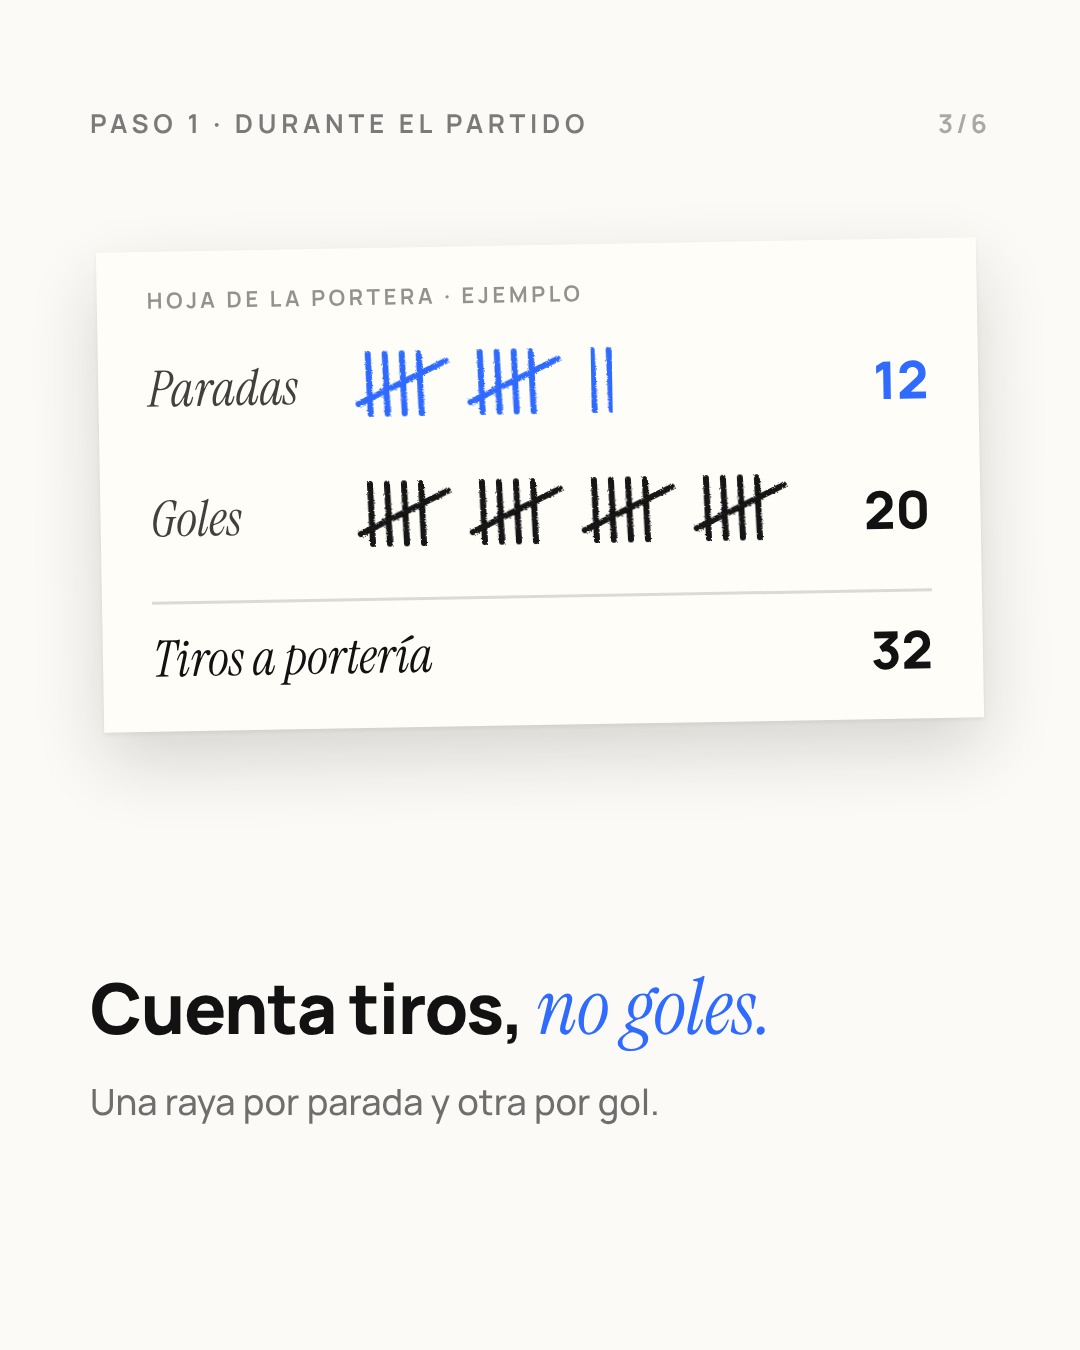 PASO 1 · DURANTE EL PARTIDO 3/6
HOJA DE LA PORTERA · EJEMPLO
Paradas 12
Goles 20
Tiros a portería 32
Cuenta tiros, no goles.
Una raya por parada y otra por gol.